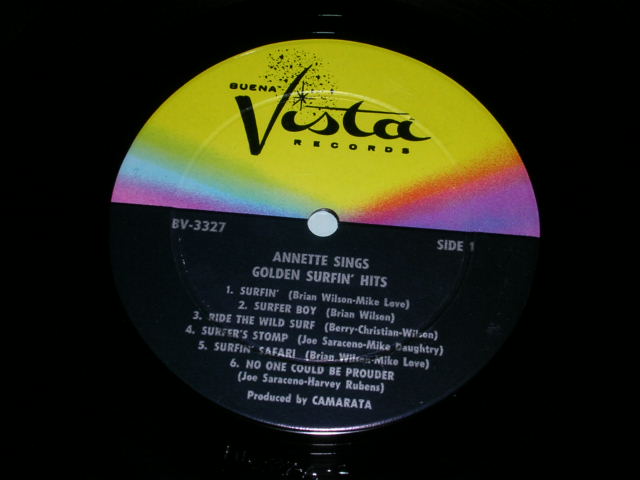 BUENA
Vista
RECORDS
BV-3327
SIDE 1
ANNETTE SINGS
GOLDEN SURFIN' HITS
1. SURFIN' (Brian Wilson-Mike Love)
2. SURFER BOY (Brian Wilson)
3. RIDE THE WILD SURF (Berry-Christian-Wilson)
4. SURFER'S STOMP (Joe Saraceno-Mike Daughtry)
5. SURFIN' SAFARI (Brian Wilson-Mike Love)
6. NO ONE COULD BE PROUDER
(Joe Saraceno-Harvey Rubens)
Produced by CAMARATA